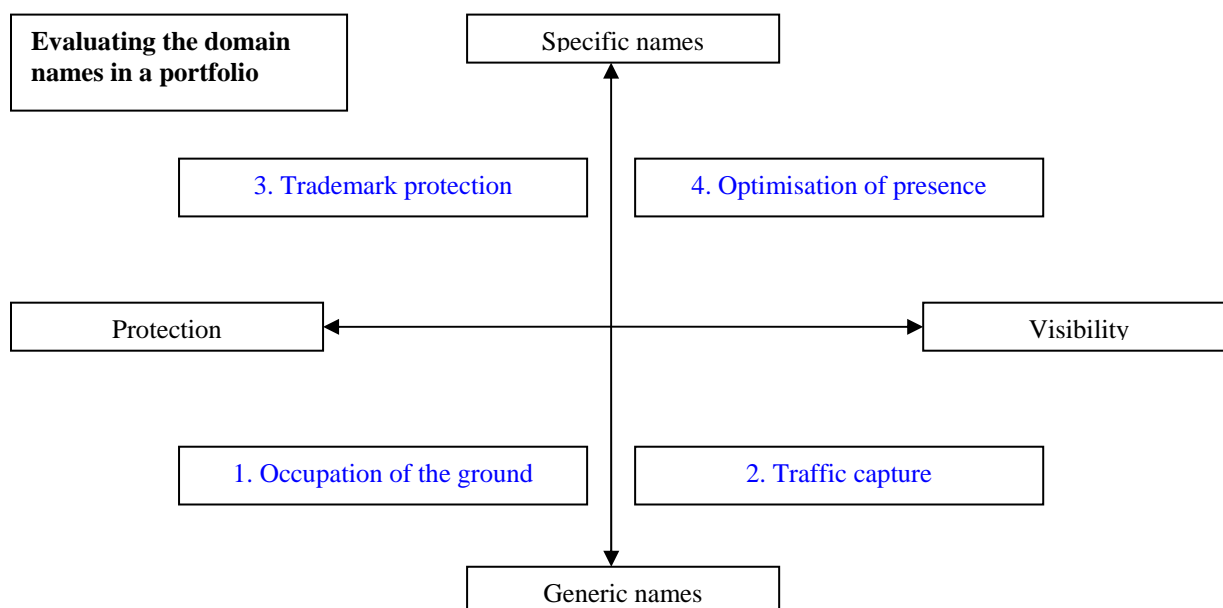 Evaluating the domain
names in a portfolio
Specific names
3. Trademark protection
4. Optimisation of presence
Protection
Visibility
1. Occupation of the ground
2. Traffic capture
Generic names